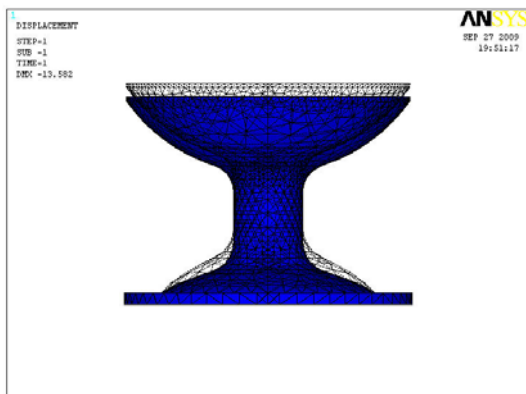 1
DISPLACEMENT
STEP=1
SUB =1
TIME=1
DMX =13.582
ANSYS
SEP 27 2009
19:51:17